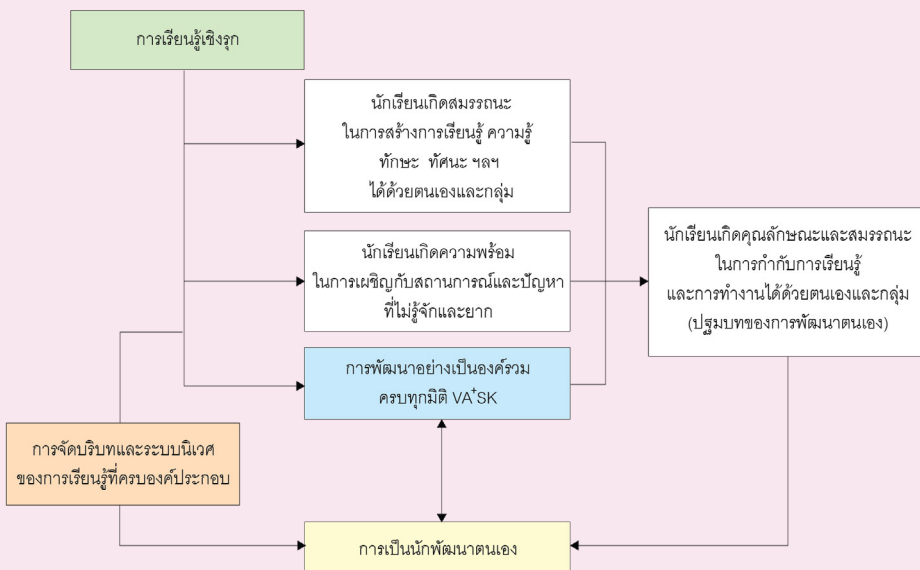 การเรียนรู้เชิงรุก
นักเรียนเกิดสมรรถนะ
ในการสร้างการเรียนรู้ ความรู้
ทักษะ ทัศนะ ฯลฯ
ได้ด้วยตนเองและกลุ่ม
นักเรียนเกิดความพร้อม
ในการเผชิญกับสถานการณ์และปัญหา
ที่ไม่รู้จักและยาก
นักเรียนเกิดคุณลักษณะและสมรรถนะ
ในการกำกับการเรียนรู้
และการทำงานได้ด้วยตนเองและกลุ่ม
(ปฐมบทของการพัฒนาตนเอง)
การพัฒนาอย่างเป็นองค์รวม
ครบทุกมิติ VA⁺SK
การจัดบริบทและระบบนิเวศ
ของการเรียนรู้ที่ครบองค์ประกอบ
การเป็นนักพัฒนาตนเอง